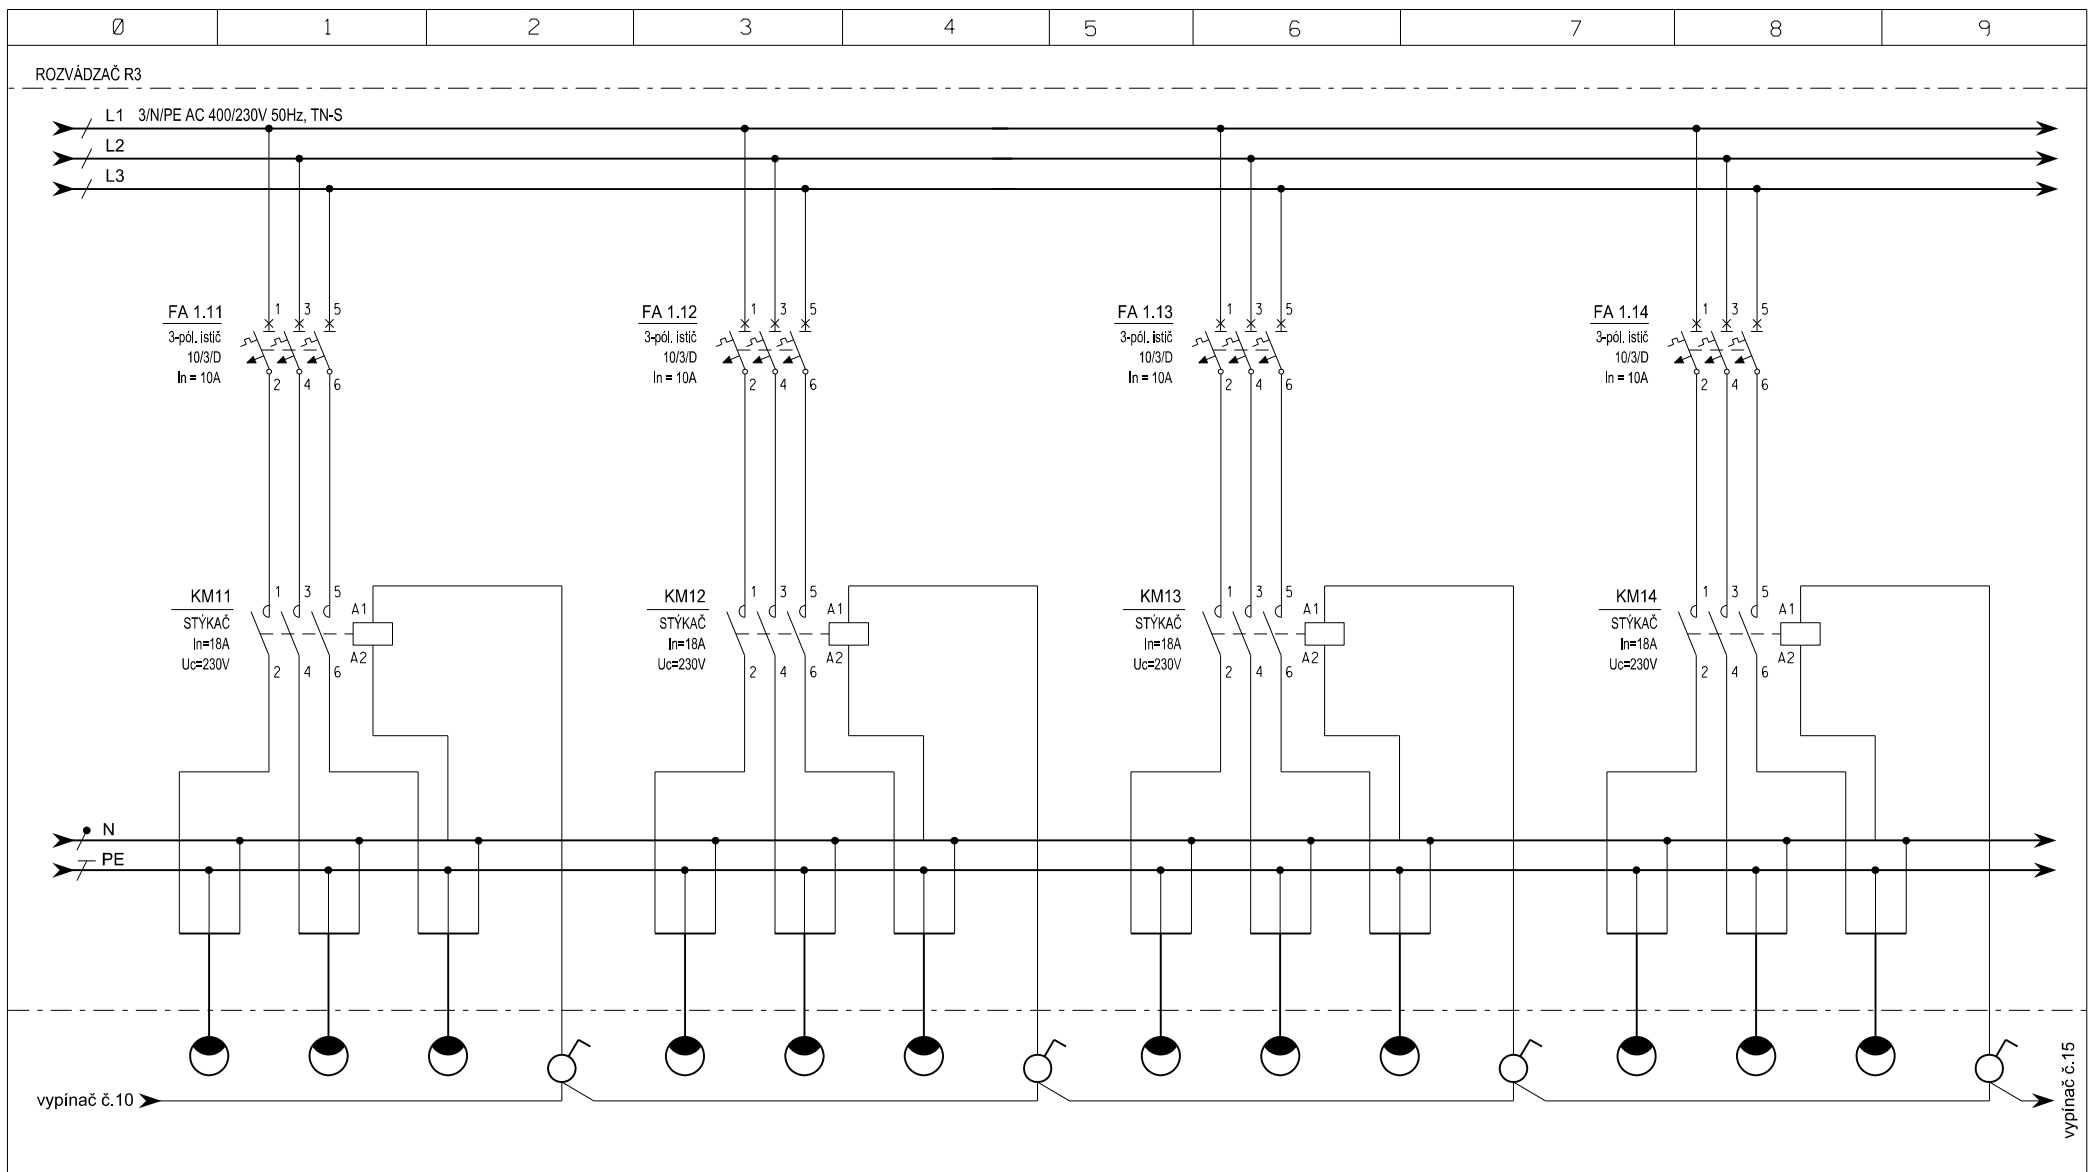 Ø 1 2 3 4 5 6 7 8 9
ROZVÁDZAČ R3
L1 3/N/PE AC 400/230V 50Hz, TN-S
L2
L3
FA 1.11
3-pól. istič
10/3/D
In = 10A
1 3 5
2 4 6
FA 1.12
3-pól. istič
10/3/D
In = 10A
1 3 5
2 4 6
FA 1.13
3-pól. istič
10/3/D
In = 10A
1 3 5
2 4 6
FA 1.14
3-pól. istič
10/3/D
In = 10A
1 3 5
2 4 6
KM11
STÝKAČ
In=18A
Uc=230V
1 3 5
A1
A2
2 4 6
KM12
STÝKAČ
In=18A
Uc=230V
1 3 5
A1
A2
2 4 6
KM13
STÝKAČ
In=18A
Uc=230V
1 3 5
A1
A2
2 4 6
KM14
STÝKAČ
In=18A
Uc=230V
1 3 5
A1
A2
2 4 6
N
PE
vypínač č.10
vypínač č.15